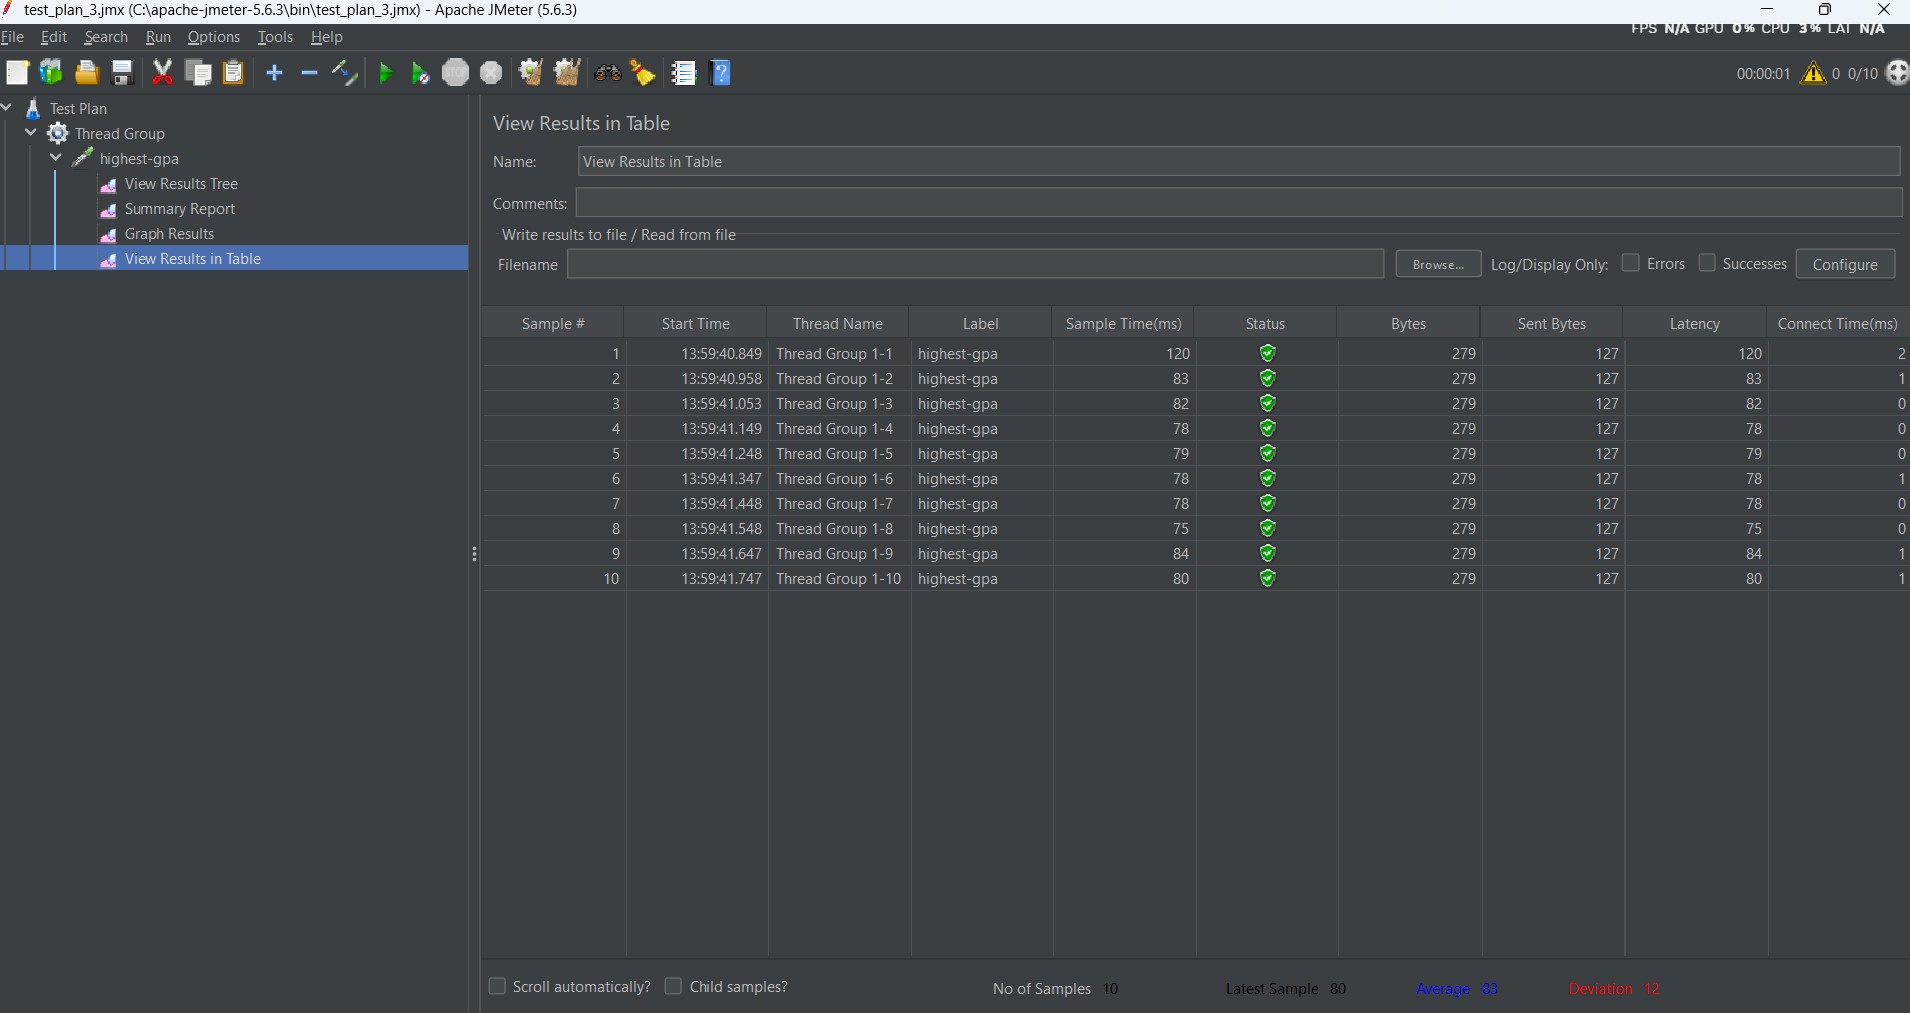 test_plan_3.jmx (C:\apache-jmeter-5.6.3\bin\test_plan_3.jmx) - Apache JMeter (5.6.3)
File Edit Search Run Options Tools Help
FPS N/A GPU 0% CPU 3% LAT N/A
STOP
00:00:01 0 0/10
Test Plan
Thread Group
highest-gpa
View Results Tree
Summary Report
Graph Results
View Results in Table
View Results in Table
Name: View Results in Table
Comments:
Write results to file / Read from file
Filename Browse... Log/Display Only: Errors Successes Configure
Sample # Start Time Thread Name Label Sample Time(ms) Status Bytes Sent Bytes Latency Connect Time(ms)
1 13:59:40.849 Thread Group 1-1 highest-gpa 120 279 127 120 2
2 13:59:40.958 Thread Group 1-2 highest-gpa 83 279 127 83 1
3 13:59:41.053 Thread Group 1-3 highest-gpa 82 279 127 82 0
4 13:59:41.149 Thread Group 1-4 highest-gpa 78 279 127 78 0
5 13:59:41.248 Thread Group 1-5 highest-gpa 79 279 127 79 0
6 13:59:41.347 Thread Group 1-6 highest-gpa 78 279 127 78 1
7 13:59:41.448 Thread Group 1-7 highest-gpa 78 279 127 78 0
8 13:59:41.548 Thread Group 1-8 highest-gpa 75 279 127 75 0
9 13:59:41.647 Thread Group 1-9 highest-gpa 84 279 127 84 1
10 13:59:41.747 Thread Group 1-10 highest-gpa 80 279 127 80 1
Scroll automatically? Child samples? No of Samples 10 Latest Sample 80 Average 83 Deviation 12